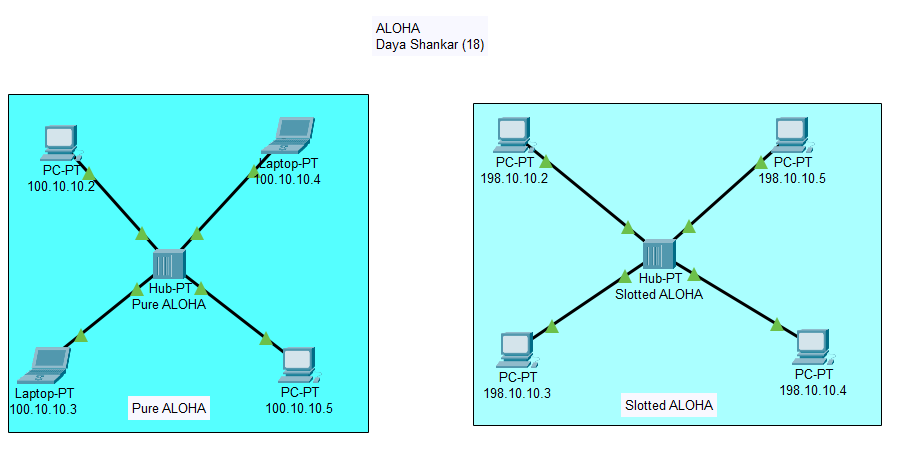 ALOHA
Daya Shankar (18)
PC-PT
100.10.10.2
Laptop-PT
100.10.10.4
Hub-PT
Pure ALOHA
Laptop-PT
100.10.10.3
PC-PT
100.10.10.5
Pure ALOHA
PC-PT
198.10.10.2
PC-PT
198.10.10.5
Hub-PT
Slotted ALOHA
PC-PT
198.10.10.3
PC-PT
198.10.10.4
Slotted ALOHA